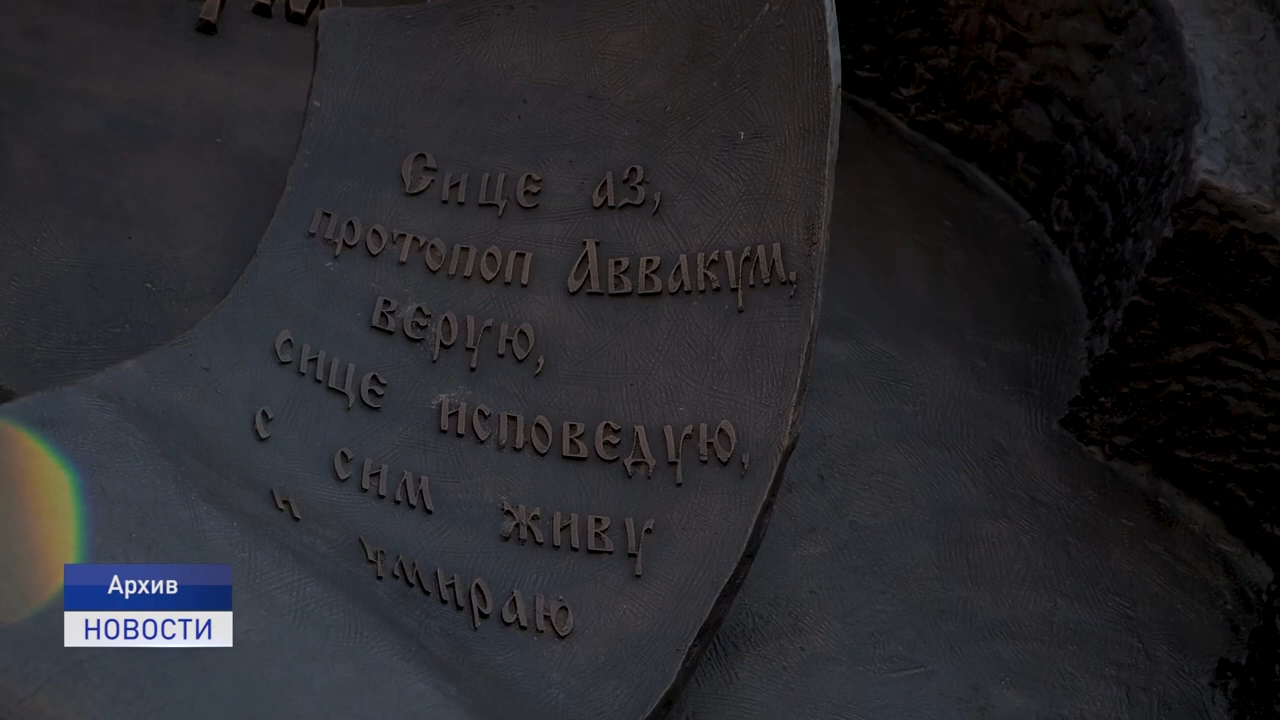 Сице аз,
протопоп Аввакум,
верую,
сице исповедую,
с сим живу
и умираю
Архив
НОВОСТИ